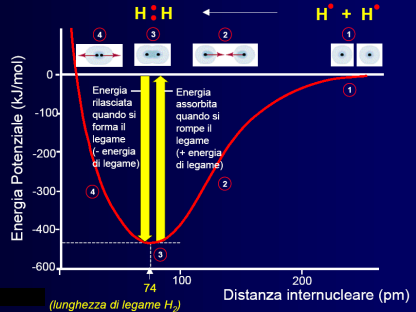 H : H
H• + H•
4
3
2
1
0
-100
-200
-300
-400
-600
Energia Potenziale (kJ/mol)
Energia
rilasciata
quando si
forma il
legame
(- energia
di legame)
Energia
assorbita
quando si
rompe il
legame
(+ energia
di legame)
1
2
4
3
74
100
200
Distanza internucleare (pm)
(lunghezza di legame H2)